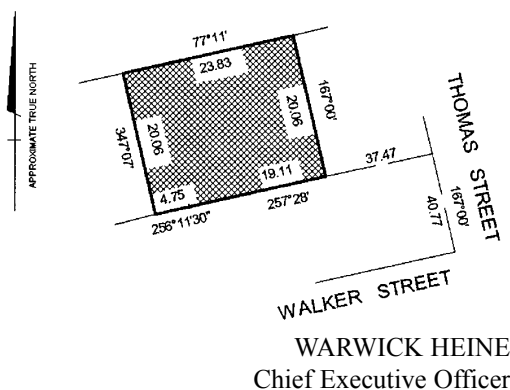 77°11'
23.83
APPROXIMATE TRUE NORTH
347°07'
20.06
20.06
167°00'
THOMAS STREET
37.47
19.11
4.75
257°28'
256°11'30"
167°00'
40.77
WALKER STREET
WARWICK HEINE
Chief Executive Officer